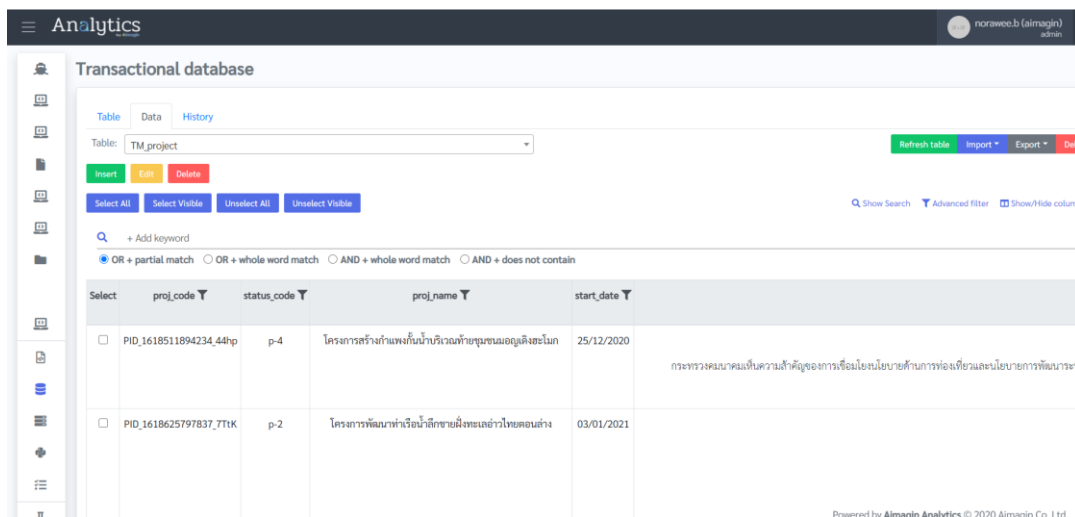 Analytics
by Aimagin
norawee.b (aimagin)
admin
Transactional database
Table Data History
Table: TM_project
Refresh table Import Export
Insert Edit Delete
Select All Select Visible Unselect All Unselect Visible
Show Search Advanced filter Show/Hide colum
+ Add keyword
OR + partial match OR + whole word match AND + whole word match AND + does not contain
Select proj_code status_code proj_name start_date
PID_1618511894234_44hp p-4 โครงการสร้างกำแพงกั้นน้ำบริเวณท้ายชุมชนมอญเดิงฮะโมก 25/12/2020
กระทรวงคมนาคมเห็นความสำคัญของการเชื่อมโยงนโยบายด้านการท่องเที่ยวและนโยบายการพัฒนาระ
PID_1618625797837_7TtK p-2 โครงการพัฒนาท่าเรือน้ำลึกชายฝั่งทะเลอ่าวไทยตอนล่าง 03/01/2021
Powered by Aimagin Analytics © 2020 Aimagin Co. Ltd.